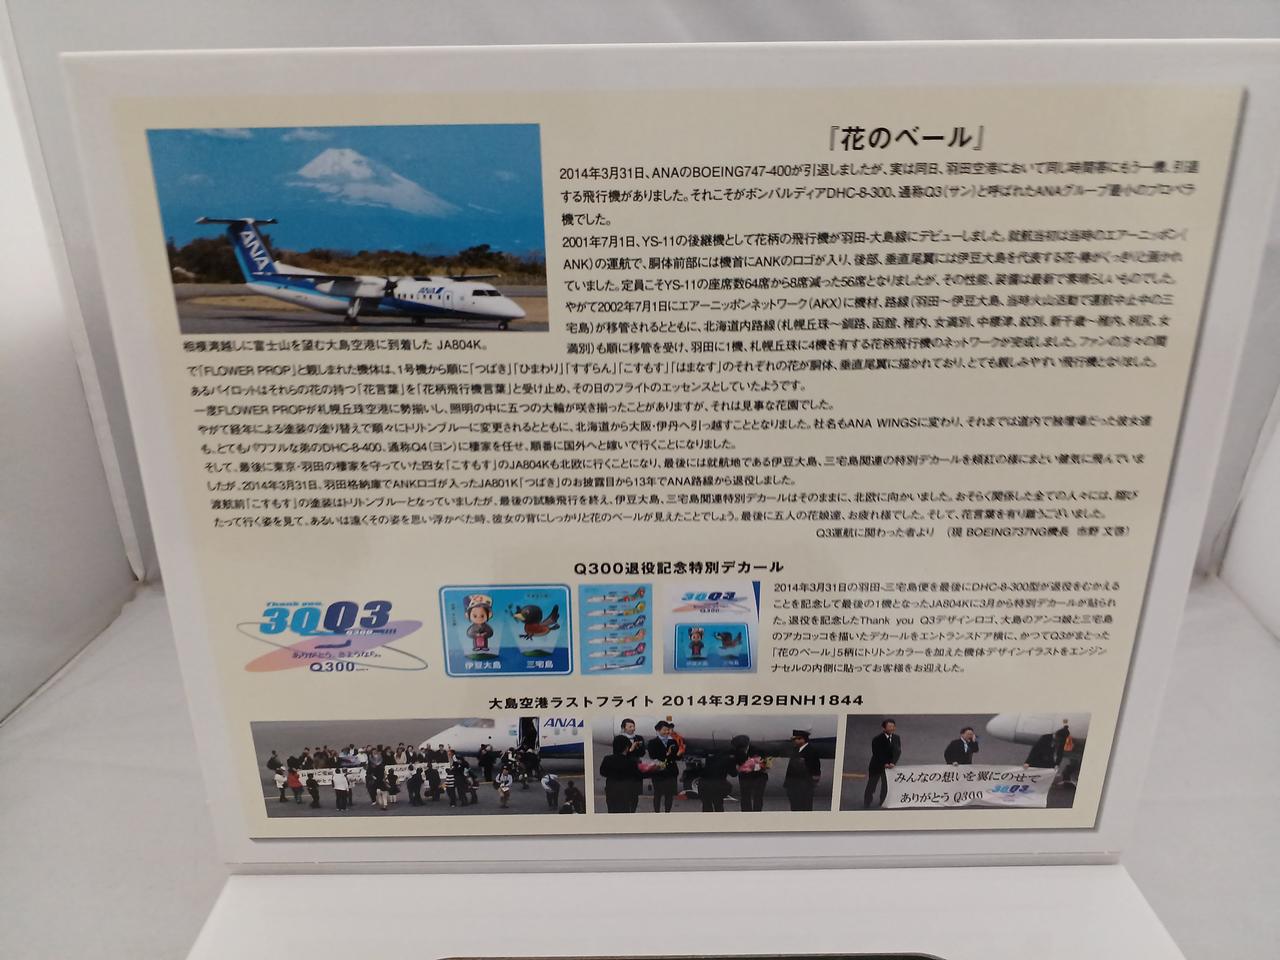 『花のベール』
2014年3月31日、ANAのBOEING747-400が引退しましたが、実は同日、羽田空港において同じ時間帯にもう一機、引退
する飛行機がありました。それこそがボンバルディアDHC-8-300、通称Q3(サン)と呼ばれたANAグループ最小のプロペラ
機でした。
2001年7月1日、YS-11の後継機として花柄の飛行機が羽田-大島線にデビューしました。就航当初は当時のエアーニッポン(
ANK)の運航で、胴体前部には機首にANKのロゴが入り、後部、垂直尾翼には伊豆大島を代表する花・椿がくっきりと画かれ
ていました。定員こそYS-11の座席数64席から8席減った56席となりましたが、その性能、装備は最新で素晴らしいものでした。
やがて2002年7月1日にエアーニッポンネットワーク(AKX)に機材、路線(羽田～伊豆大島、当時火山活動で運航中止中の三
宅島)が移管されるとともに、北海道内路線(札幌丘珠～釧路、函館、稚内、女満別、中標津、紋別、新千歳～稚内、利尻、女
満別)も順に移管を受け、羽田に1機、札幌丘珠に4機を有する花柄飛行機のネットワークが完成しました。ファンの方々の間
で「FLOWER PROP」と親しまれた機体は、1号機から順に「つばき」「ひまわり」「すずらん」「こすもす」「はまなす」のそれぞれの花が胴体、垂直尾翼に描かれており、とても親しみやすい飛行機となりました。
あるパイロットはそれらの花の持つ「花言葉」を「花柄飛行機言葉」と受け止め、その日のフライトのエッセンスとしていたようです。
一度FLOWER PROPが札幌丘珠空港に勢揃いし、照明の中に五つの大輪が咲き揃ったことがありますが、それは見事な花園でした。
やがて経年による塗装の塗り替えで順々にトリトンブルーに変更されるとともに、北海道から大阪・伊丹へ引っ越すこととなりました。社名もANA WINGSに変わり、それまでは道内で独壇場だった彼女達
も、とてもパワフルな弟のDHC-8-400、通称Q4(ヨン)に棲家を任せ、順番に国外へと嫁いで行くことになりました。
そして、最後に東京・羽田の棲家を守っていた四女「こすもす」のJA804Kも北欧に行くことになり、最後には就航地である伊豆大島、三宅島関連の特別デカールを頬紅の様にまとい健気に飛んでいま
したが、2014年3月31日、羽田格納庫でANKロゴが入ったJA801K「つばき」のお披露目から13年でANA路線から退役しました。
渡航前「こすもす」の塗装はトリトンブルーとなっていましたが、最後の試験飛行を終え、伊豆大島、三宅島関連特別デカールはそのままに、北欧に向かいました。おそらく関係した全ての人々には、飛び
たって行く姿を見て、あるいは遠くその姿を思い浮かべた時、彼女の背にしっかりと花のベールが見えたことでしょう。最後に五人の花娘達、お疲れ様でした。そして、花言葉を有り難うございました。
Q3運航に関わった者より (現 BOEING737NG機長 市野 文啓)
ANA
ANA
相模湾越しに富士山を望む大島空港に到着した JA804K。
Q300退役記念特別デカール
Thank you.
3QQ3
Q300
ありがとう。さようなら。
Q300
伊豆大島
三宅島
3QQ3
Q300
伊豆大島
三宅島
2014年3月31日の羽田-三宅島便を最後にDHC-8-300型が退役をむかえる
ことを記念して最後の1機となったJA804Kに3月から特別デカールが貼られ
た。退役を記念したThank you Q3デザインロゴ、大島のアンコ娘と三宅島
のアカコッコを描いたデカールをエントランスドア横に、かつてQ3がまとった
「花のベール」5柄にトリトンカラーを加えた機体デザインイラストをエンジン
ナセルの内側に貼ってお客様をお迎えした。
大島空港ラストフライト 2014年3月29日NH1844
ANA
みんなの想いを翼にのせて
ありがとう Q300
3QQ3